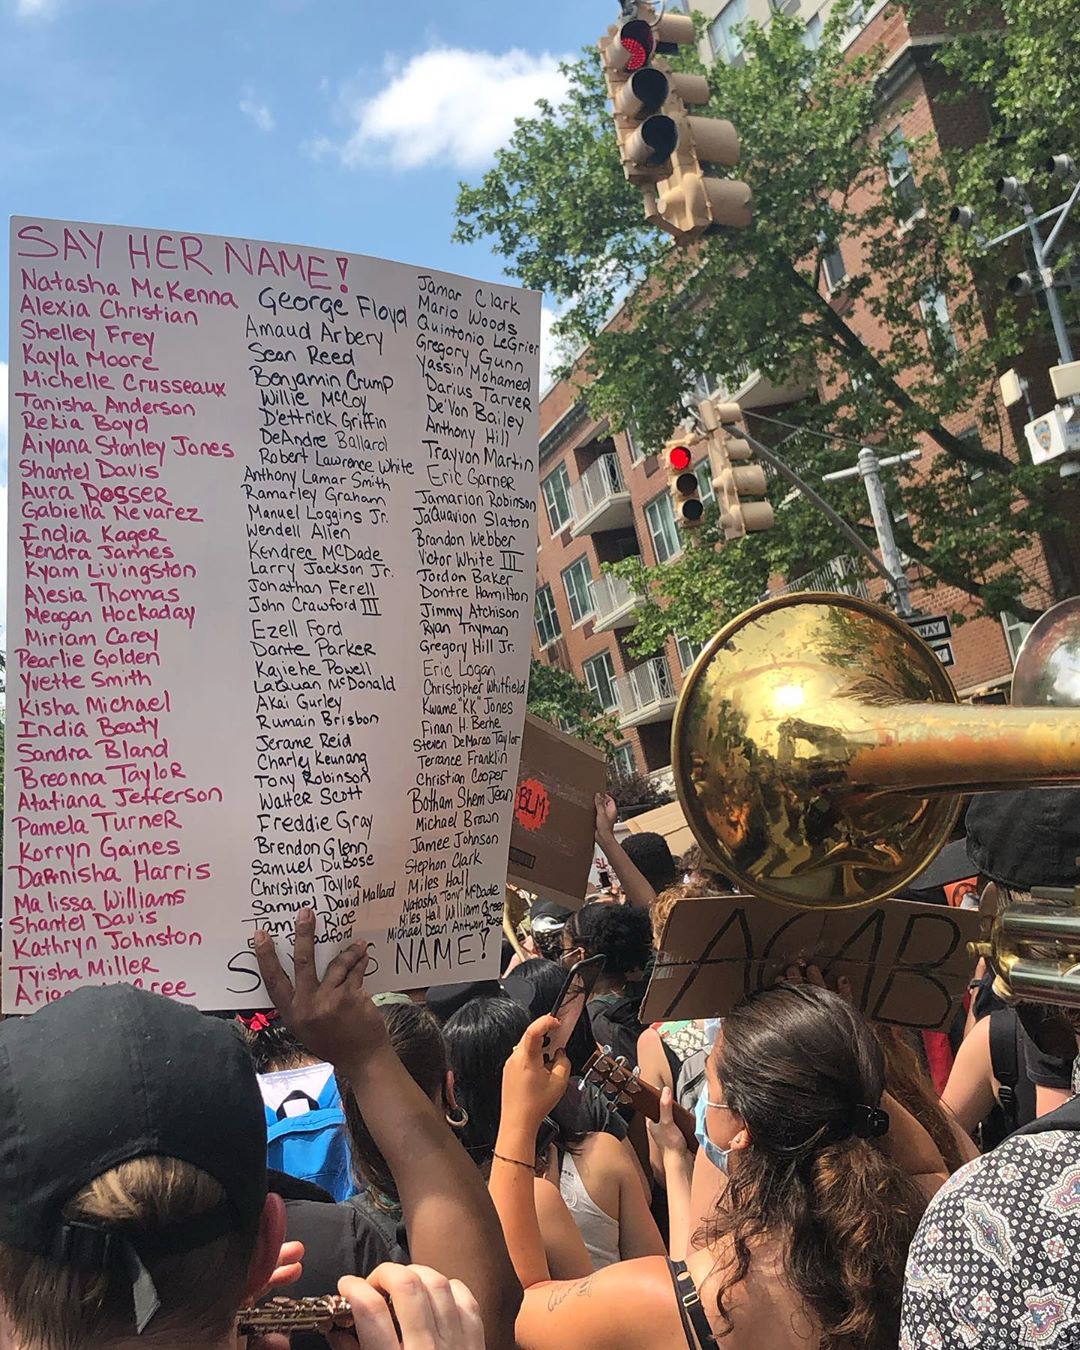 SAY HER NAME!
Natasha McKenna
Alexia Christian
Shelley Frey
Kayla Moore
Michelle Crusseaux
Tanisha Anderson
Rekia Boyd
Aiyana Stanley Jones
Shantel Davis
Aura Rosser
Gabiella Nevarez
India Kager
Kendra James
Kyam Livingston
Alesia Thomas
Meagan Hockaday
Miriam Carey
Pearlie Golden
Yvette Smith
Kisha Michael
India Beaty
Sandra Bland
Breonna Taylor
Atatiana Jefferson
Pamela Turner
Korryn Gaines
Darnisha Harris
Malissa Williams
Shantel Davis
Kathryn Johnston
Tyisha Miller
George Floyd
Amaud Arbery
Sean Reed
Benjamin Crump
Willie McCoy
D'ettrick Griffin
DeAndre Ballard
Robert Lawrence White
Anthony Lamar Smith
Ramarley Graham
Manuel Loggins Jr.
Wendell Allen
Kendrec McDade
Larry Jackson Jr.
Jonathan Ferell
John Crawford III
Ezell Ford
Dante Parker
Kajiehe Powell
LaQuan McDonald
Akai Gurley
Rumain Brisbon
Jerame Reid
Charley Keunang
Tony Robinson
Walter Scott
Freddie Gray
Brendon Glenn
Samuel DuBose
Christian Taylor
Samuel David Mallard
Rice
Jamar Clark
Mario Woods
Quintonio LeGrier
Gregory Gunn
Yassin Mohamed
Darius Tarver
De'Von Bailey
Anthony Hill
Trayvon Martin
Eric Garner
Jamarion Robinson
Ja'Quavion Slaton
Brandon Webber
Victor White III
Jordon Baker
Dontre Hamilton
Jimmy Atchison
Ryan Twyman
Gregory Hill Jr.
Eric Logan
Christopher Whitfield
Kwame "KK" Jones
Finan H. Berhe
Steven DeMarco Taylor
Terrance Franklin
Christian Cooper
Botham Shem Jean
Michael Brown
Jamee Johnson
Stephon Clark
Miles Hall
Natasha "Tony" McDade
Miles Hall William Green
Michael Dean Antwon Rose
NAME!
BLM
ACAB
WAY